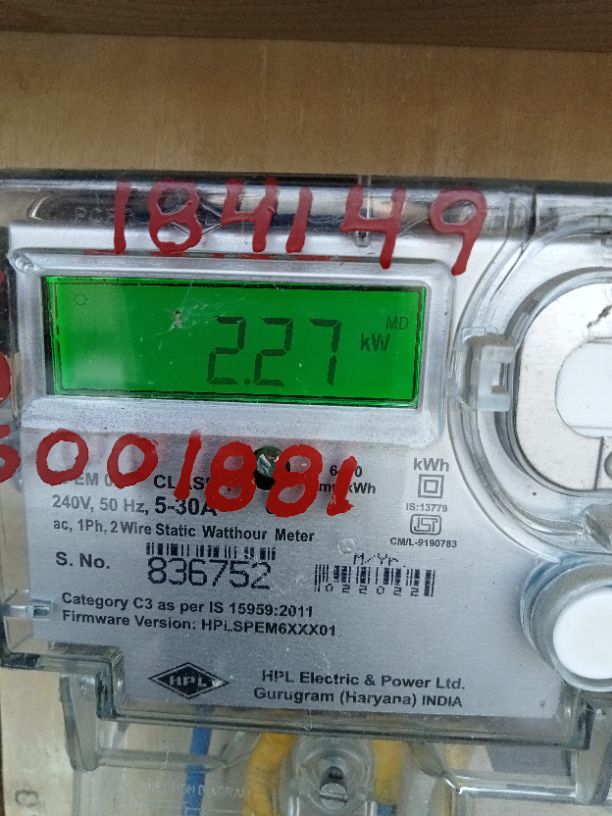 184149
MD
2.27 kW
5001881
CLASS
kWh
240V, 50 Hz, 5-30A
IS:13779
ac, 1Ph, 2 Wire Static Watthour Meter
CM/L-9190783
S. No. 836752
M/Yr.
022022
Category C3 as per IS 15959:2011
Firmware Version: HPLSPEM6XXX01
HPL
HPL Electric & Power Ltd.
Gurugram (Haryana) INDIA